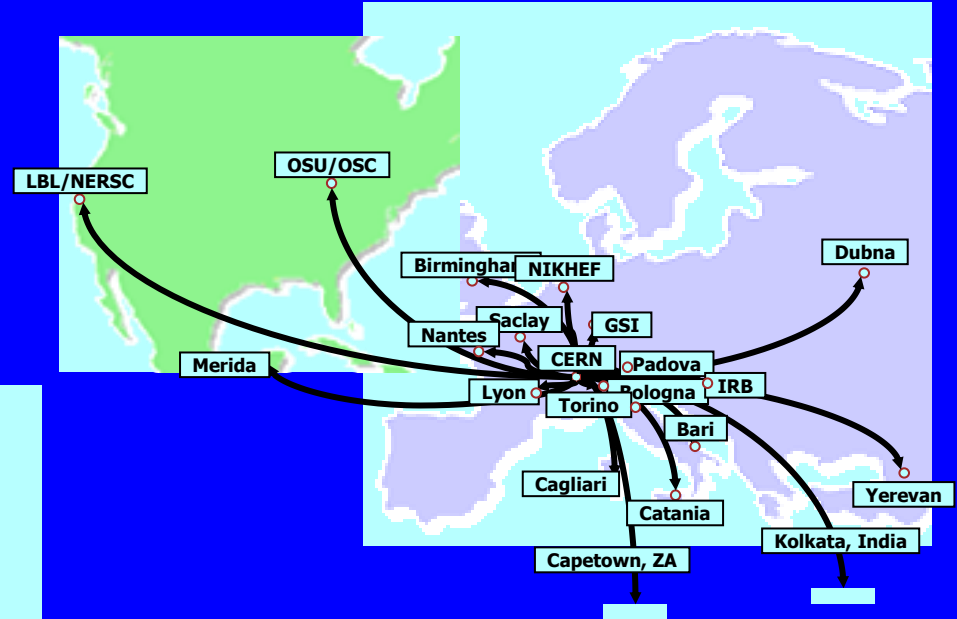 OSU/OSC
LBL/NERSC
Dubna
Birmingham
NIKHEF
Saclay
GSI
Nantes
CERN
Merida
Padova
IRB
Lyon
Bologna
Torino
Bari
Cagliari
Yerevan
Catania
Kolkata, India
Capetown, ZA